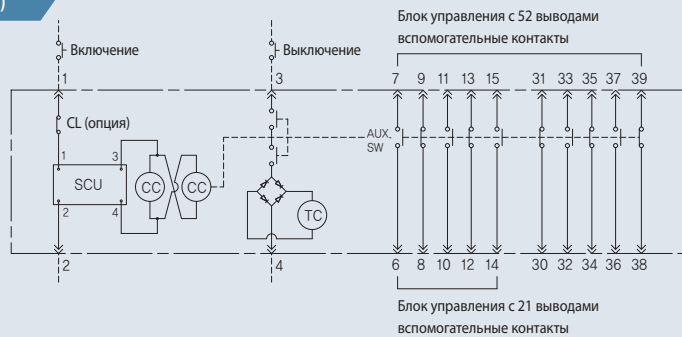 )
Блок управления с 52 выводами
вспомогательные контакты
Включение
Выключение
1
3
7 9 11 13 15 31 33 35 37 39
CL (опция)
AUX.
SW
1 3
SCU
CC
CC
2 4
TC
2
4
6 8 10 12 14 30 32 34 36 38
Блок управления с 21 выводами
вспомогательные контакты